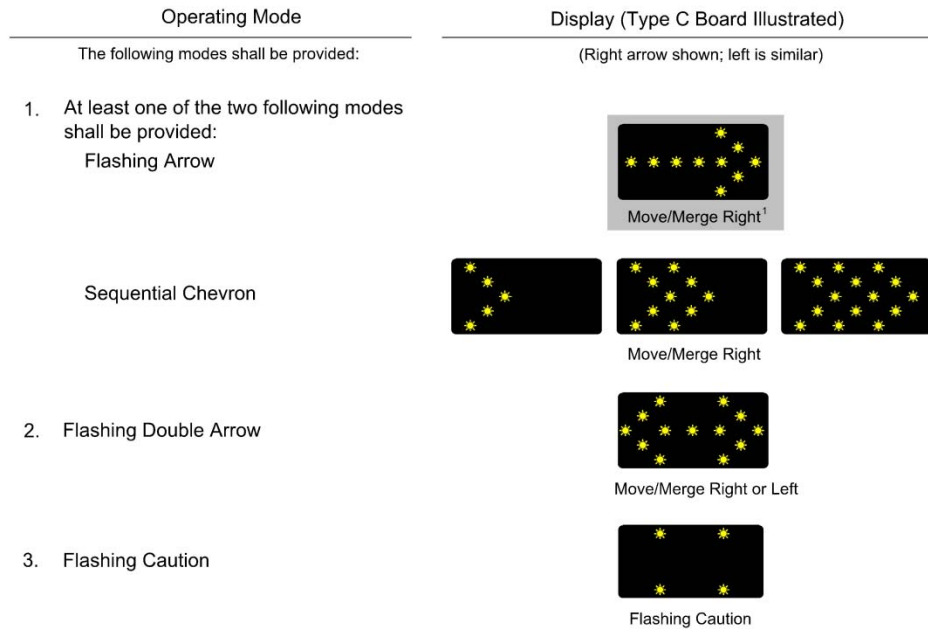 Operating Mode
Display (Type C Board Illustrated)
The following modes shall be provided:
(Right arrow shown; left is similar)
1. At least one of the two following modes
shall be provided:
Flashing Arrow
Move/Merge Right¹
Sequential Chevron
Move/Merge Right
2. Flashing Double Arrow
Move/Merge Right or Left
3. Flashing Caution
Flashing Caution